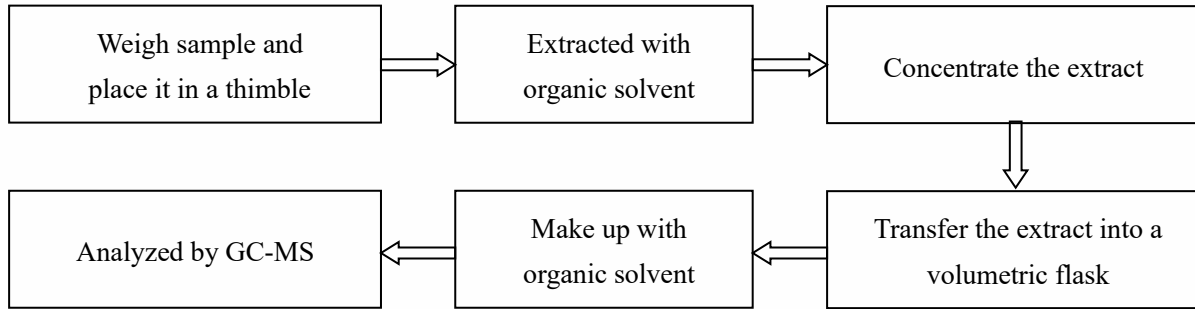 Weigh sample and
place it in a thimble
Extracted with
organic solvent
Concentrate the extract
Transfer the extract into a
volumetric flask
Make up with
organic solvent
Analyzed by GC-MS